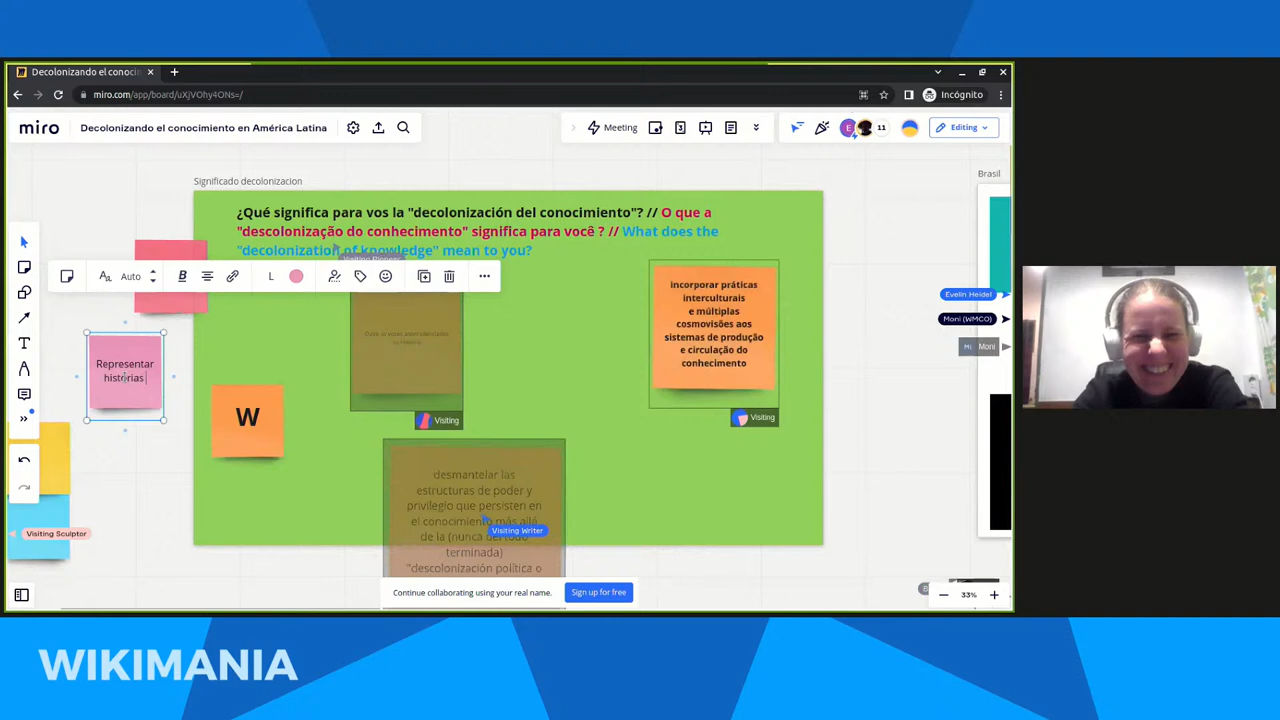 Decolonizando el conoci
miro.com/app/board/uXjVOhy4ONs=/
Incógnito
miro
Decolonizando el conocimiento en América Latina
Meeting
3
E
11
Editing
Significado decolonizacion
Brasil
¿Qué significa para vos la "decolonización del conocimiento"? // O que a
"descolonização do conhecimento" significa para você ? // What does the
"decolonization of knowledge" mean to you?
Auto
B
L
incorporar práticas
interculturais
e múltiplas
cosmovisões aos
sistemas de produção
e circulação do
conhecimento
Visiting
Representar
histórias
W
Visiting
Evelin Heidel
Moni (WMCO)
Moni
desmantelar las
estructuras de poder y
privilegio que persisten en
el conocimiento más allá
de la (nunca del todo
terminada)
"descolonización política o
Visiting Writer
Visiting Sculptor
Continue collaborating using your real name.
Sign up for free
33%
WIKIMANIA